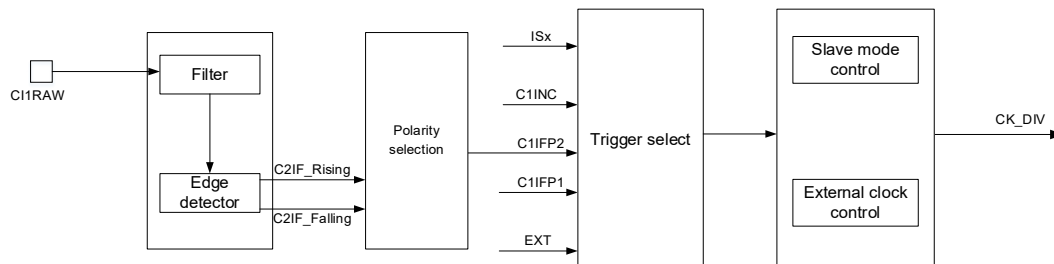 CI1RAW
Filter
Edge
detector
C2IF_Rising
C2IF_Falling
Polarity
selection
ISx
C1INC
C1IFP2
C1IFP1
EXT
Trigger select
Slave mode
control
External clock
control
CK_DIV